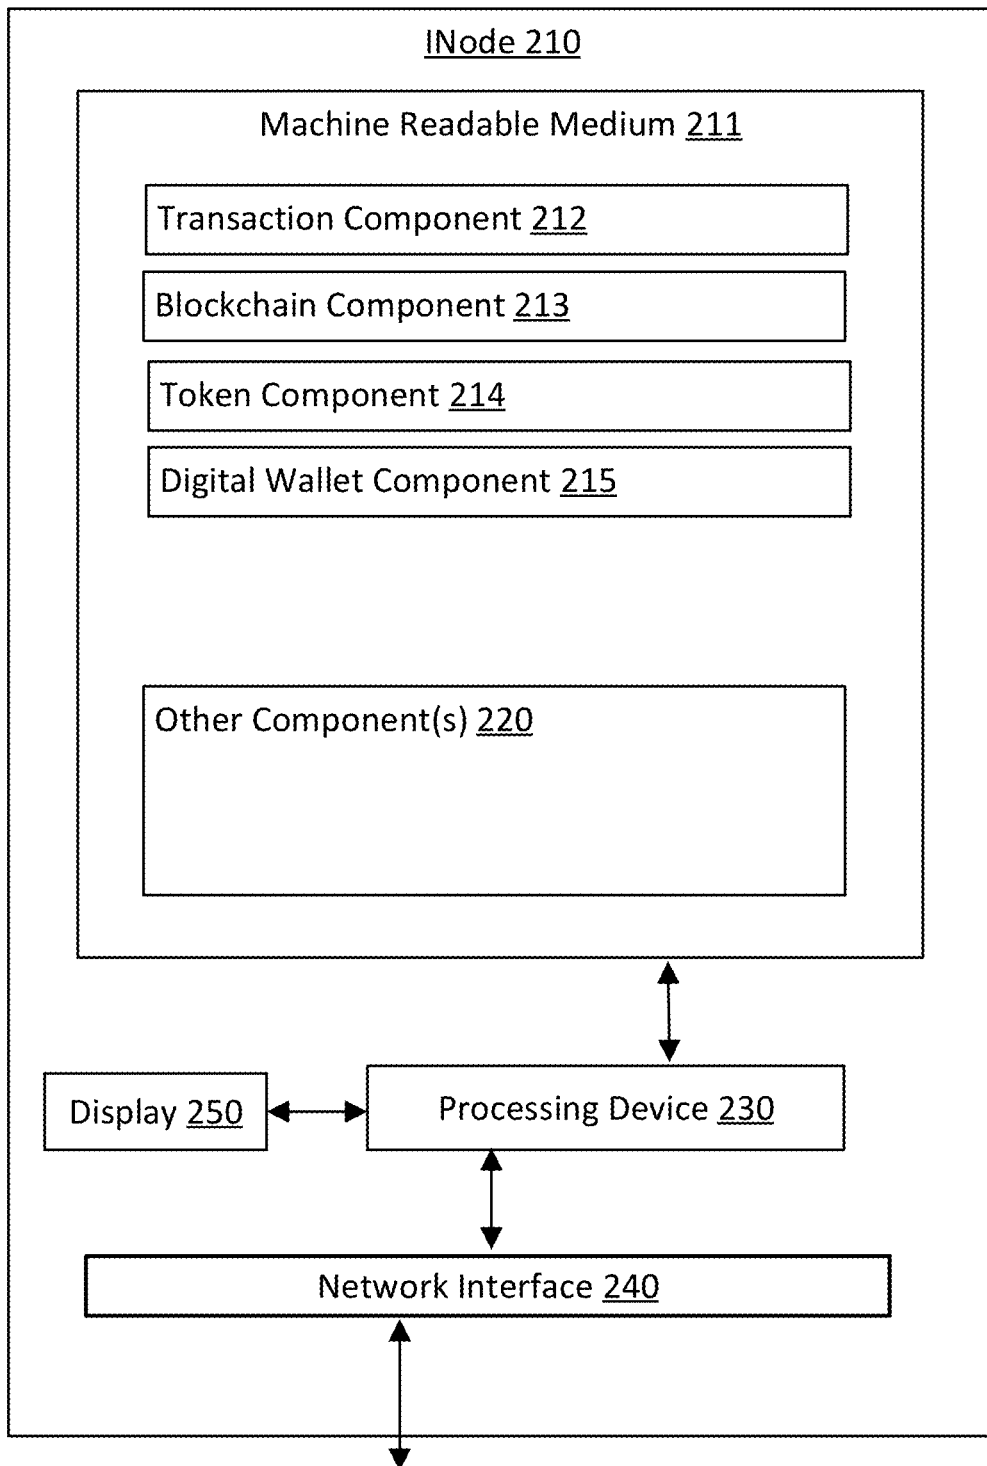 INode 210
Machine Readable Medium 211
Transaction Component 212
Blockchain Component 213
Token Component 214
Digital Wallet Component 215
Other Component(s) 220
Display 250
Processing Device 230
Network Interface 240